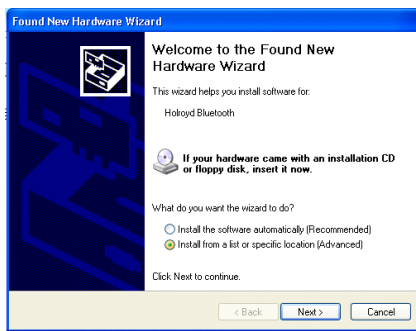 Found New Hardware Wizard
Welcome to the Found New
Hardware Wizard
This wizard helps you install software for:
Holroyd Bluetooth
If your hardware came with an installation CD
or floppy disk, insert it now.
What do you want the wizard to do?
Install the software automatically (Recommended)
Install from a list or specific location (Advanced)
Click Next to continue.
< Back
Next >
Cancel